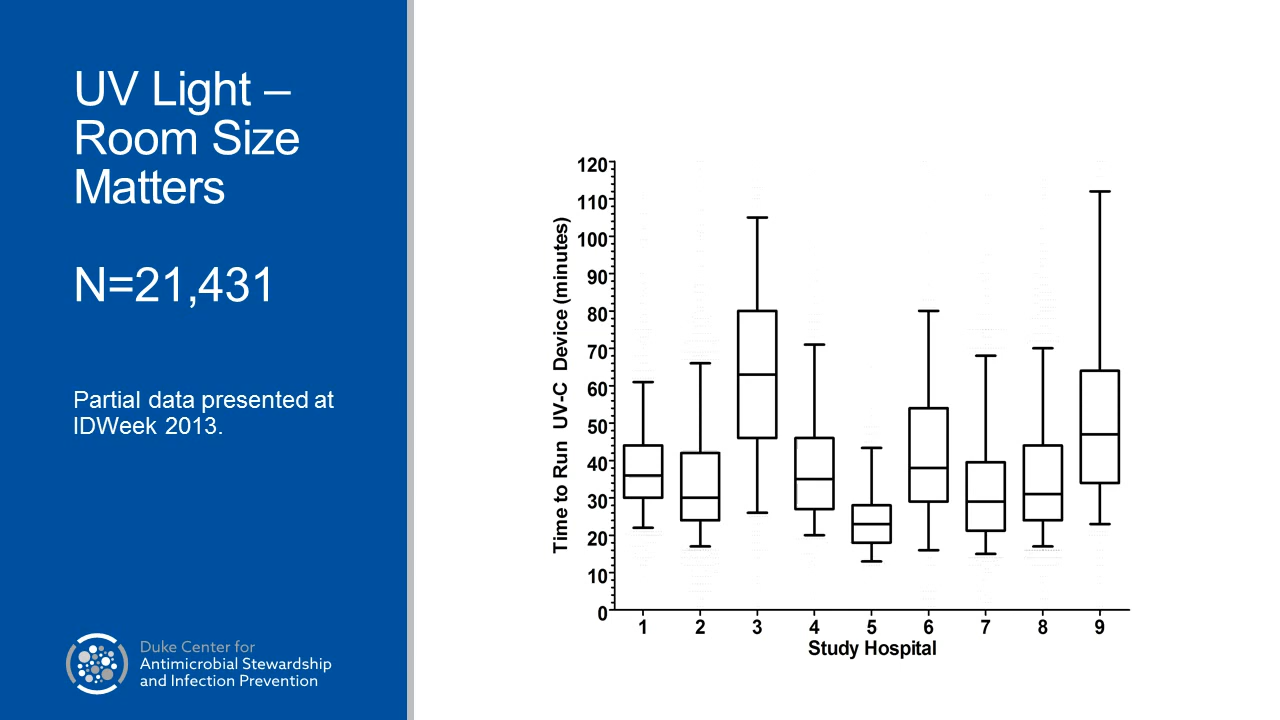 UV Light –
Room Size
Matters
N=21,431
Partial data presented at
IDWeek 2013.
Duke Center for
Antimicrobial Stewardship
and Infection Prevention
Time to Run UV-C Device (minutes)
120
110
100
90
80
70
60
50
40
30
20
10
0
1 2 3 4 5 6 7 8 9
Study Hospital